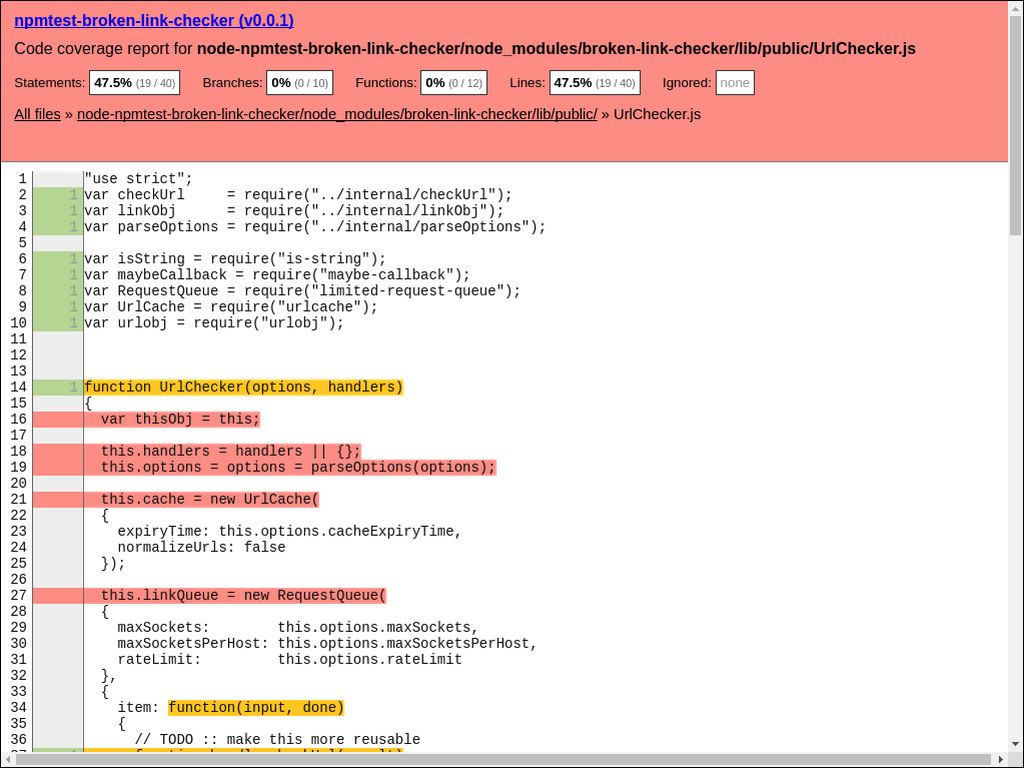 npmtest-broken-link-checker (v0.0.1)
Code coverage report for node-npmtest-broken-link-checker/node_modules/broken-link-checker/lib/public/UrlChecker.js
Statements: 47.5% (19 / 40) Branches: 0% (0 / 10) Functions: 0% (0 / 12) Lines: 47.5% (19 / 40) Ignored: none
All files » node-npmtest-broken-link-checker/node_modules/broken-link-checker/lib/public/ » UrlChecker.js
1 "use strict";
2 1 var checkUrl     = require("../internal/checkUrl");
3 1 var linkObj      = require("../internal/linkObj");
4 1 var parseOptions = require("../internal/parseOptions");
5
6 1 var isString = require("is-string");
7 1 var maybeCallback = require("maybe-callback");
8 1 var RequestQueue = require("limited-request-queue");
9 1 var UrlCache = require("urlcache");
10 1 var urlobj = require("urlobj");
11
12
13
14 1 function UrlChecker(options, handlers)
15 {
16   var thisObj = this;
17
18   this.handlers = handlers || {};
19   this.options = options = parseOptions(options);
20
21   this.cache = new UrlCache(
22   {
23     expiryTime: this.options.cacheExpiryTime,
24     normalizeUrls: false
25   });
26
27   this.linkQueue = new RequestQueue(
28   {
29     maxSockets:        this.options.maxSockets,
30     maxSocketsPerHost: this.options.maxSocketsPerHost,
31     rateLimit:         this.options.rateLimit
32   },
33   {
34     item: function(input, done)
35     {
36       // TODO :: make this more reusable